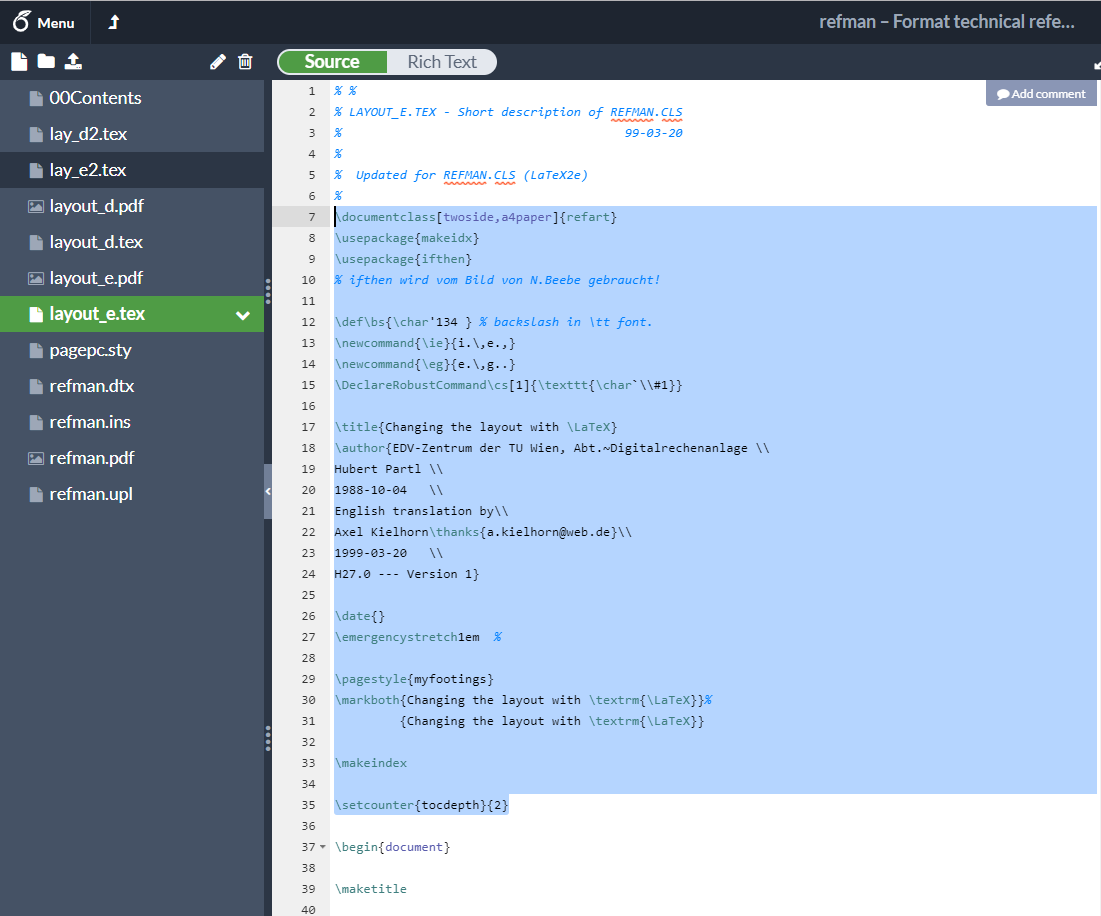 Menu
refman – Format technical refe...
Source
Rich Text
Add comment
00Contents
lay_d2.tex
lay_e2.tex
layout_d.pdf
layout_d.tex
layout_e.pdf
layout_e.tex
pagepc.sty
refman.dtx
refman.ins
refman.pdf
refman.upl
1 % %
2 % LAYOUT_E.TEX - Short description of REFMAN.CLS
3 %                                       99-03-20
4 %
5 %  Updated for REFMAN.CLS (LaTeX2e)
6 %
7 \documentclass[twoside,a4paper]{refart}
8 \usepackage{makeidx}
9 \usepackage{ifthen}
10 % ifthen wird vom Bild von N.Beebe gebraucht!
11
12 \def\bs{\char'134 } % backslash in \tt font.
13 \newcommand{\ie}{i.\,e.,}
14 \newcommand{\eg}{e.\,g..}
15 \DeclareRobustCommand\cs[1]{\texttt{\char`\\#1}}
16
17 \title{Changing the layout with \LaTeX}
18 \author{EDV-Zentrum der TU Wien, Abt.~Digitalrechenanlage \\
19 Hubert Partl \\
20 1988-10-04   \\
21 English translation by\\
22 Axel Kielhorn\thanks{a.kielhorn@web.de}\\
23 1999-03-20   \\
24 H27.0 --- Version 1}
25
26 \date{}
27 \emergencystretch1em  %
28
29 \pagestyle{myfootings}
30 \markboth{Changing the layout with \textrm{\LaTeX}}%
31          {Changing the layout with \textrm{\LaTeX}}
32
33 \makeindex
34
35 \setcounter{tocdepth}{2}
36
37 \begin{document}
38
39 \maketitle
40